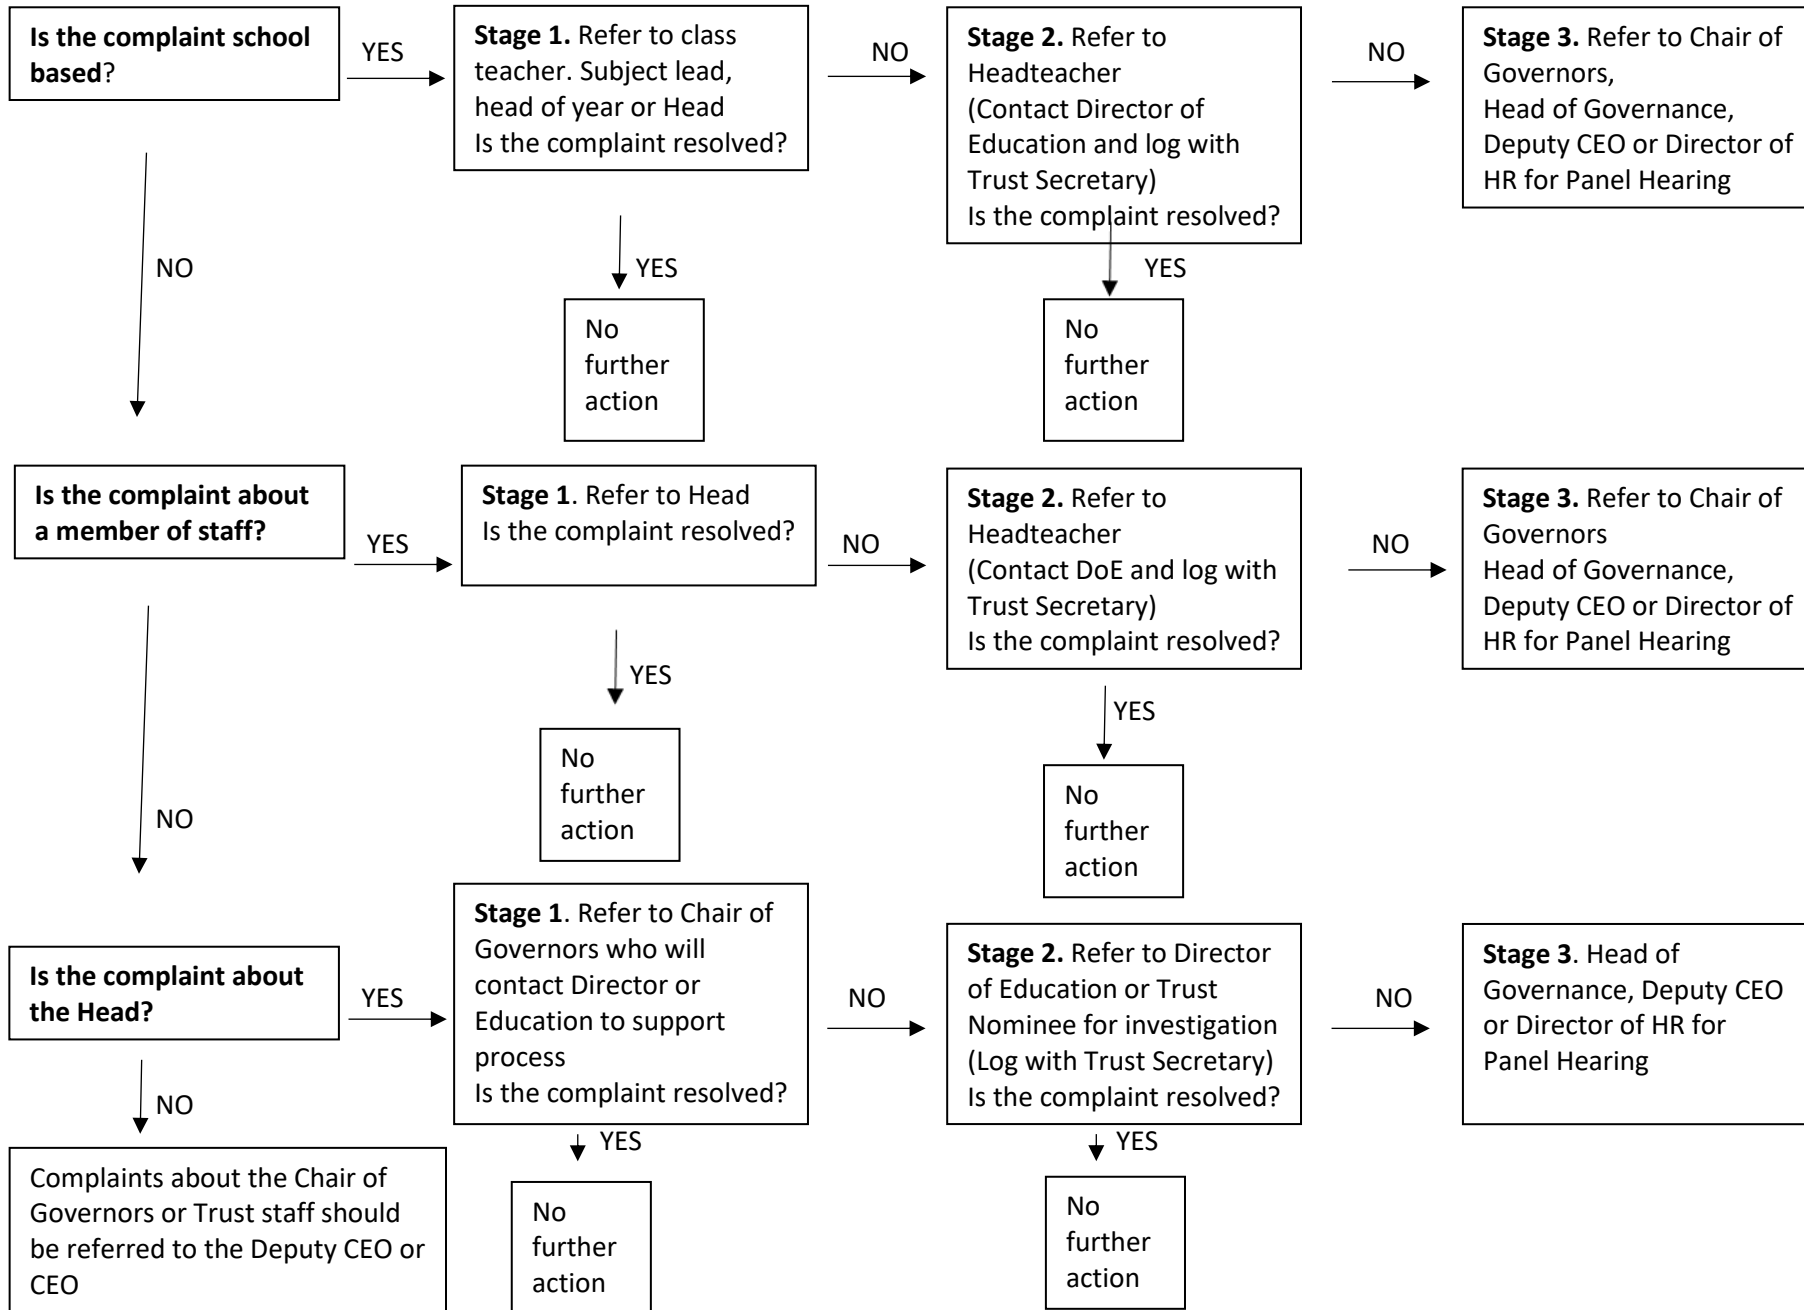 Is the complaint school
based?
YES
Stage 1. Refer to class
teacher. Subject lead,
head of year or Head
Is the complaint resolved?
NO
Stage 2. Refer to
Headteacher
(Contact Director of
Education and log with
Trust Secretary)
Is the complaint resolved?
NO
Stage 3. Refer to Chair of
Governors,
Head of Governance,
Deputy CEO or Director of
HR for Panel Hearing
NO
YES
YES
No
further
action
No
further
action
Is the complaint about
a member of staff?
YES
Stage 1. Refer to Head
Is the complaint resolved?
NO
Stage 2. Refer to
Headteacher
(Contact DoE and log with
Trust Secretary)
Is the complaint resolved?
NO
Stage 3. Refer to Chair of
Governors
Head of Governance,
Deputy CEO or Director of
HR for Panel Hearing
NO
YES
YES
No
further
action
No
further
action
Is the complaint about
the Head?
YES
Stage 1. Refer to Chair of
Governors who will
contact Director or
Education to support
process
Is the complaint resolved?
NO
Stage 2. Refer to Director
of Education or Trust
Nominee for investigation
(Log with Trust Secretary)
Is the complaint resolved?
NO
Stage 3. Head of
Governance, Deputy CEO
or Director of HR for
Panel Hearing
NO
YES
YES
Complaints about the Chair of
Governors or Trust staff should
be referred to the Deputy CEO or
CEO
No
further
action
No
further
action